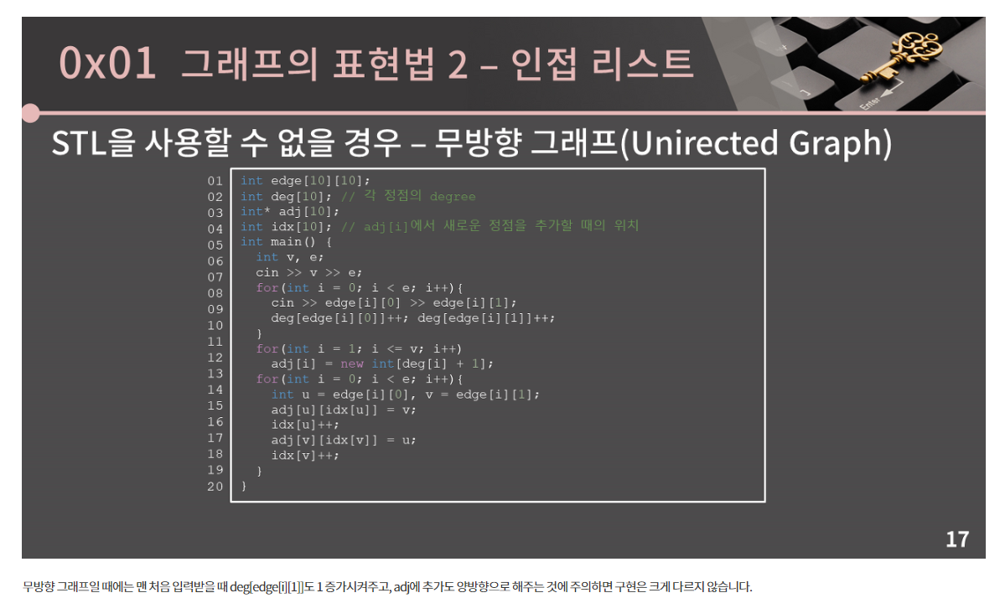 0x01 그래프의 표현법 2 – 인접 리스트
Enter
STL을 사용할 수 없을 경우 – 무방향 그래프(Unirected Graph)
01 int edge[10][10];
02 int deg[10]; // 각 정점의 degree
03 int* adj[10];
04 int idx[10]; // adj[i]에서 새로운 정점을 추가할 때의 위치
05 int main() {
06 int v, e;
07 cin >> v >> e;
08 for(int i = 0; i < e; i++){
09 cin >> edge[i][0] >> edge[i][1];
10 deg[edge[i][0]]++; deg[edge[i][1]]++;
11 }
12 for(int i = 1; i <= v; i++)
13 adj[i] = new int[deg[i] + 1];
14 for(int i = 0; i < e; i++){
15 int u = edge[i][0], v = edge[i][1];
16 adj[u][idx[u]] = v;
17 idx[u]++;
18 adj[v][idx[v]] = u;
19 idx[v]++;
20 }
}
17
무방향 그래프일 때에는 맨 처음 입력받을 때 deg[edge[i][1]]도 1 증가시켜주고, adj에 추가도 양방향으로 해주는 것에 주의하면 구현은 크게 다르지 않습니다.